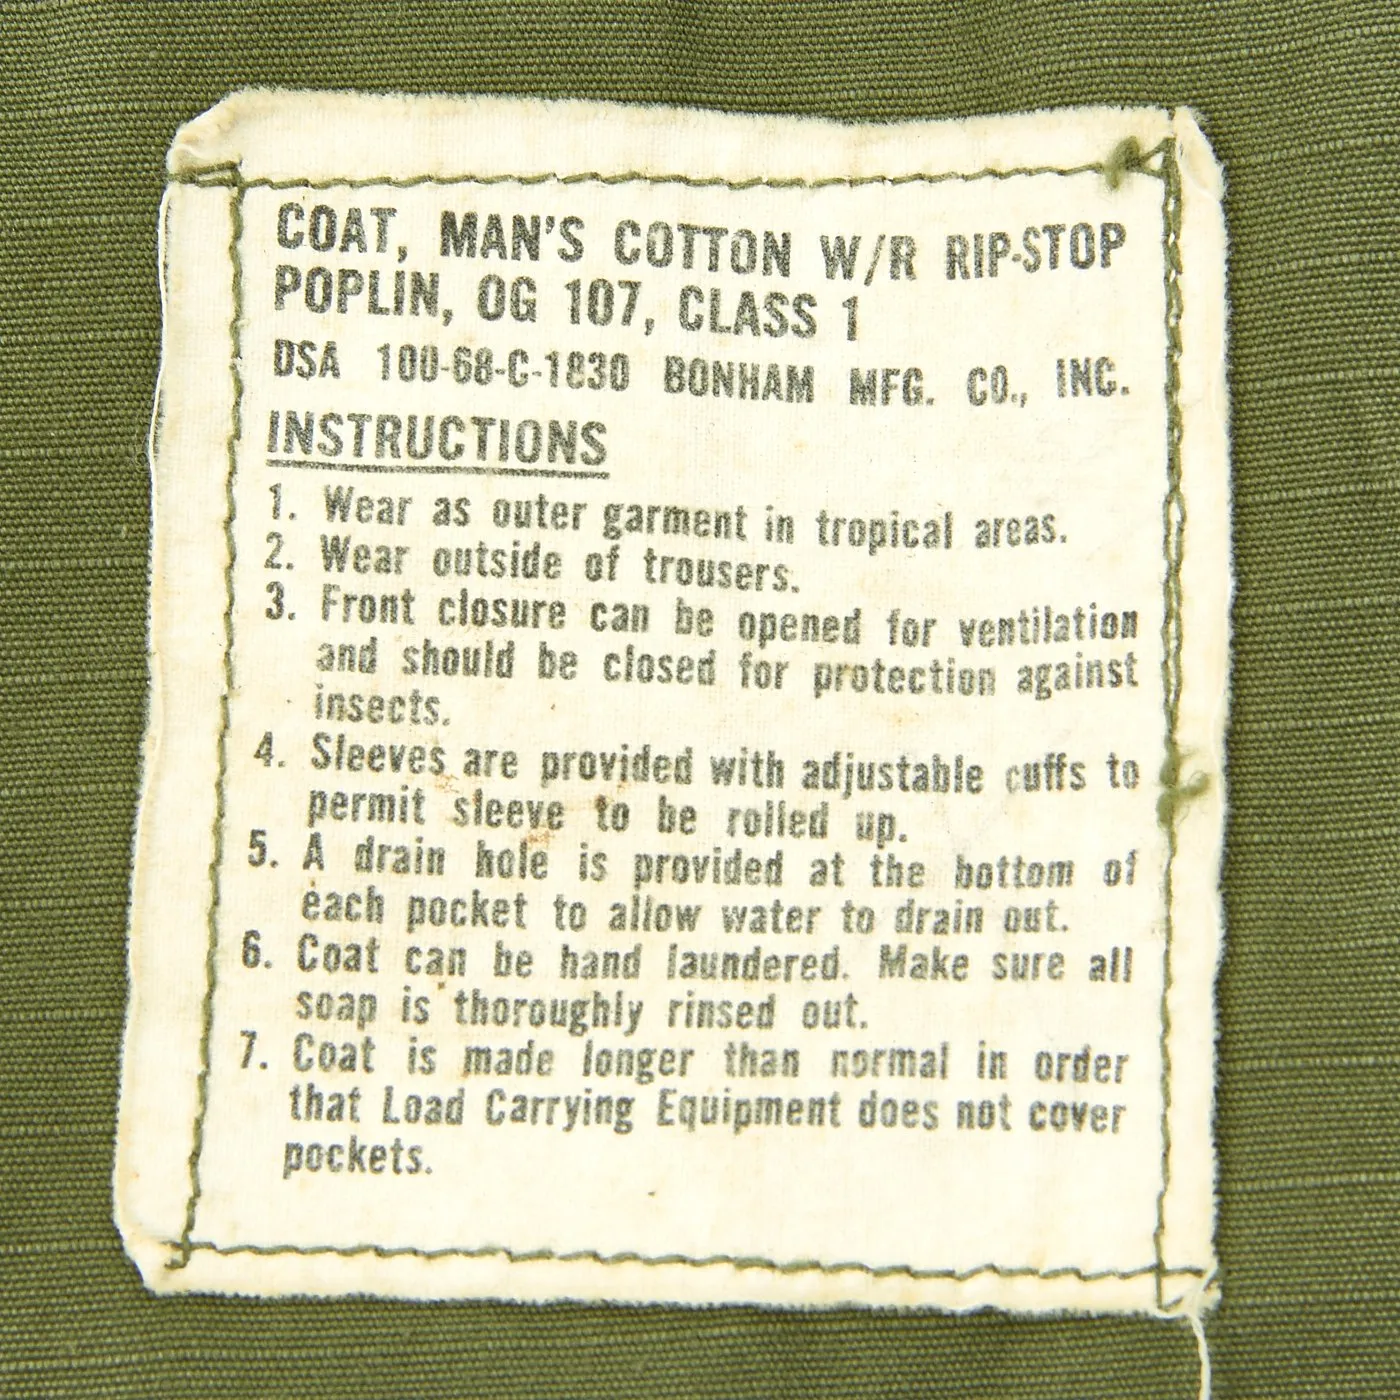 COAT, MAN'S COTTON W/R RIP-STOP
POPLIN, OG 107, CLASS 1
DSA 100-68-C-1830 BONHAM MFG. CO., INC.
INSTRUCTIONS
1. Wear as outer garment in tropical areas.
2. Wear outside of trousers.
3. Front closure can be opened for ventilation
and should be closed for protection against
insects.
4. Sleeves are provided with adjustable cuffs to
permit sleeve to be rolled up.
5. A drain hole is provided at the bottom of
each pocket to allow water to drain out.
6. Coat can be hand laundered. Make sure all
soap is thoroughly rinsed out.
7. Coat is made longer than normal in order
that Load Carrying Equipment does not cover
pockets.